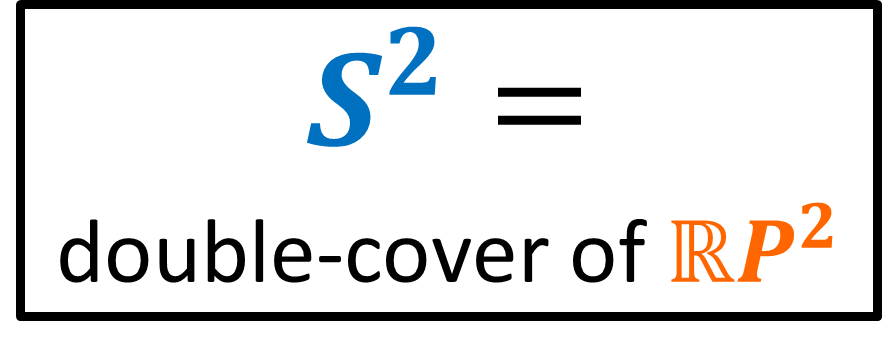 S² =
double-cover of ℝP²